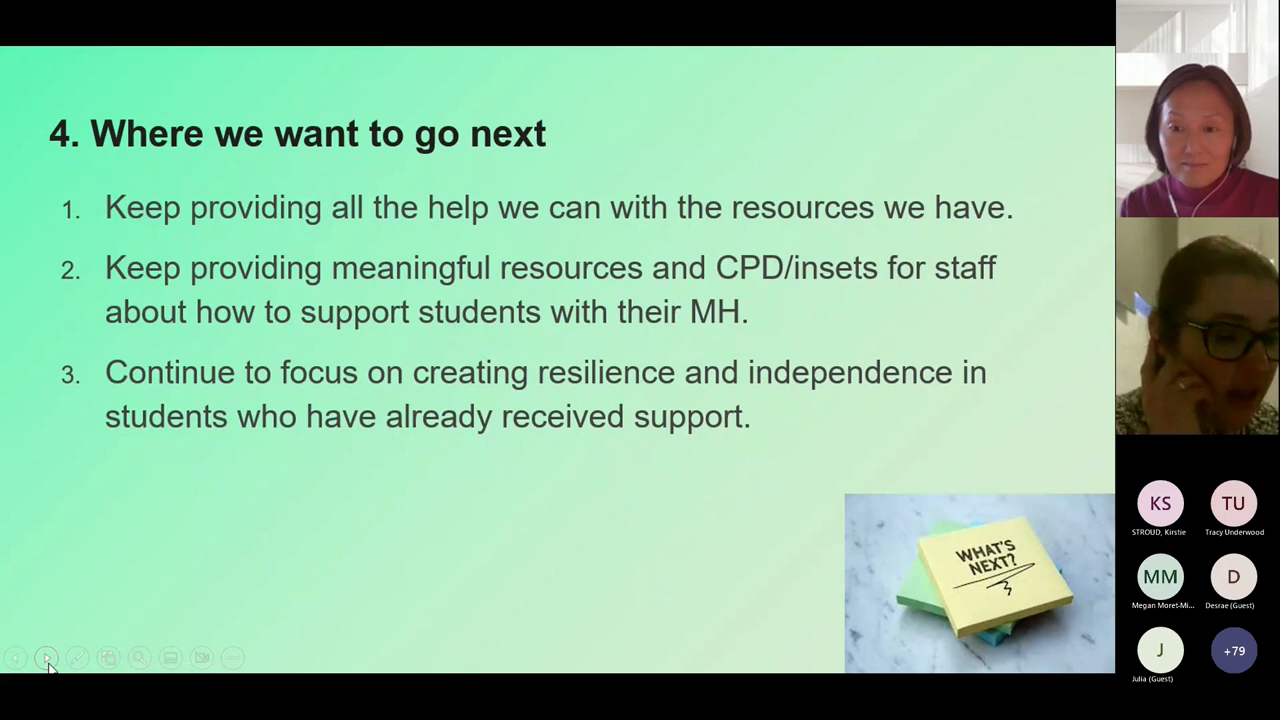 4. Where we want to go next
1. Keep providing all the help we can with the resources we have.
2. Keep providing meaningful resources and CPD/insets for staff
about how to support students with their MH.
3. Continue to focus on creating resilience and independence in
students who have already received support.
WHAT'S
NEXT?
KS
STROUD, Kirstie
TU
Tracy Underwood
MM
Megan Moret-Mi...
D
Desrae (Guest)
J
Julia (Guest)
+79